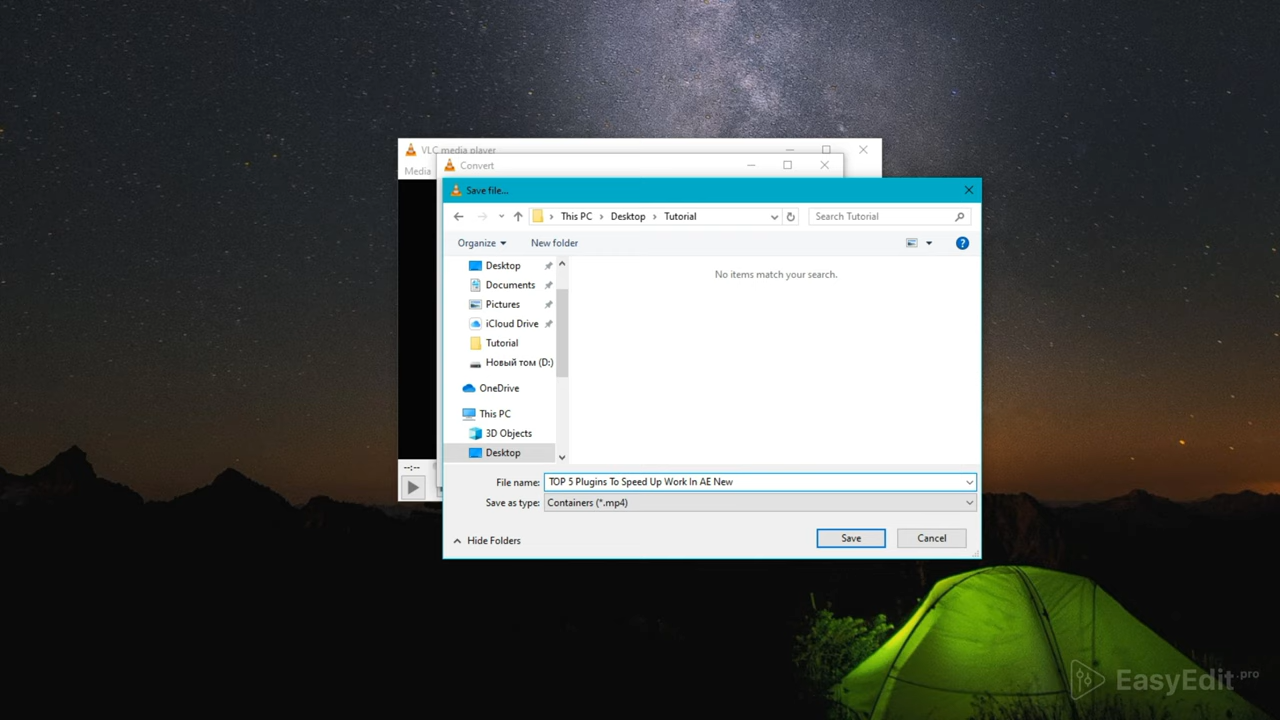 VLC media player
Convert
Media
Save file...
This PC
Desktop
Tutorial
Search Tutorial
Organize
New folder
?
Desktop
Documents
Pictures
iCloud Drive
Tutorial
Новый том (D:)
OneDrive
This PC
3D Objects
Desktop
No items match your search.
--:--
File name:
TOP 5 Plugins To Speed Up Work In AE New
Save as type:
Containers (*.mp4)
Hide Folders
Save
Cancel
EasyEdit.pro